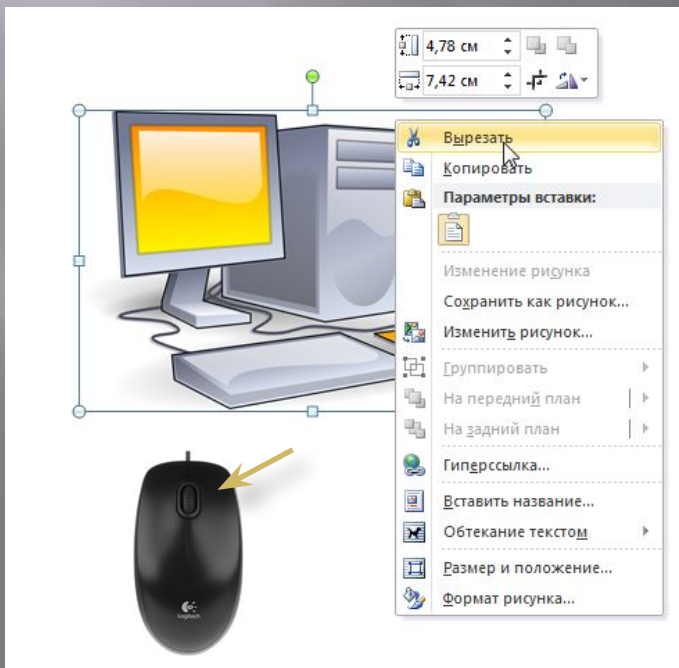 4,78 см
7,42 см
Вырезать
Копировать
Параметры вставки:
Изменение рисунка
Сохранить как рисунок...
Изменить рисунок...
Группировать
На передний план
На задний план
Гиперссылка...
Вставить название...
Обтекание текстом
Размер и положение...
Формат рисунка...
Logitech